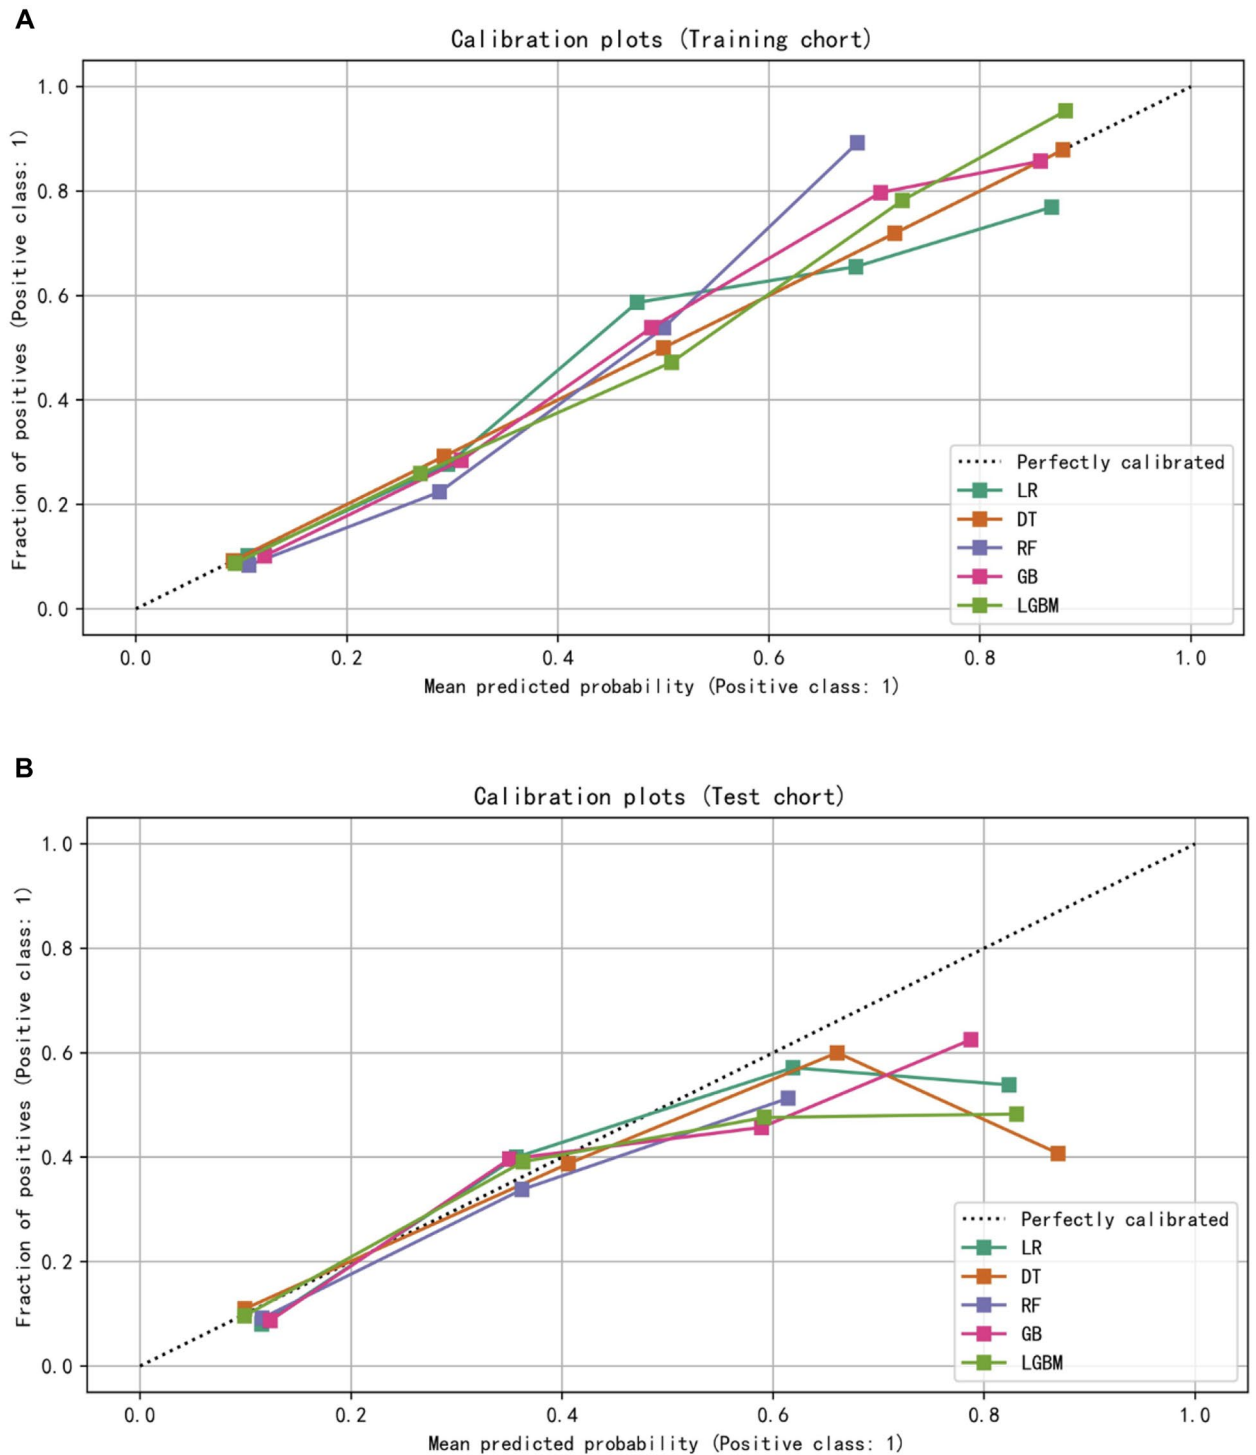 A
Calibration plots (Training chort)
Fraction of positives (Positive class: 1)
1.0
0.8
0.6
0.4
0.2
0.0
Perfectly calibrated
LR
DT
RF
GB
LGBM
0.0 0.2 0.4 0.6 0.8 1.0
Mean predicted probability (Positive class: 1)
B
Calibration plots (Test chort)
Fraction of positives (Positive class: 1)
1.0
0.8
0.6
0.4
0.2
0.0
Perfectly calibrated
LR
DT
RF
GB
LGBM
0.0 0.2 0.4 0.6 0.8 1.0
Mean predicted probability (Positive class: 1)